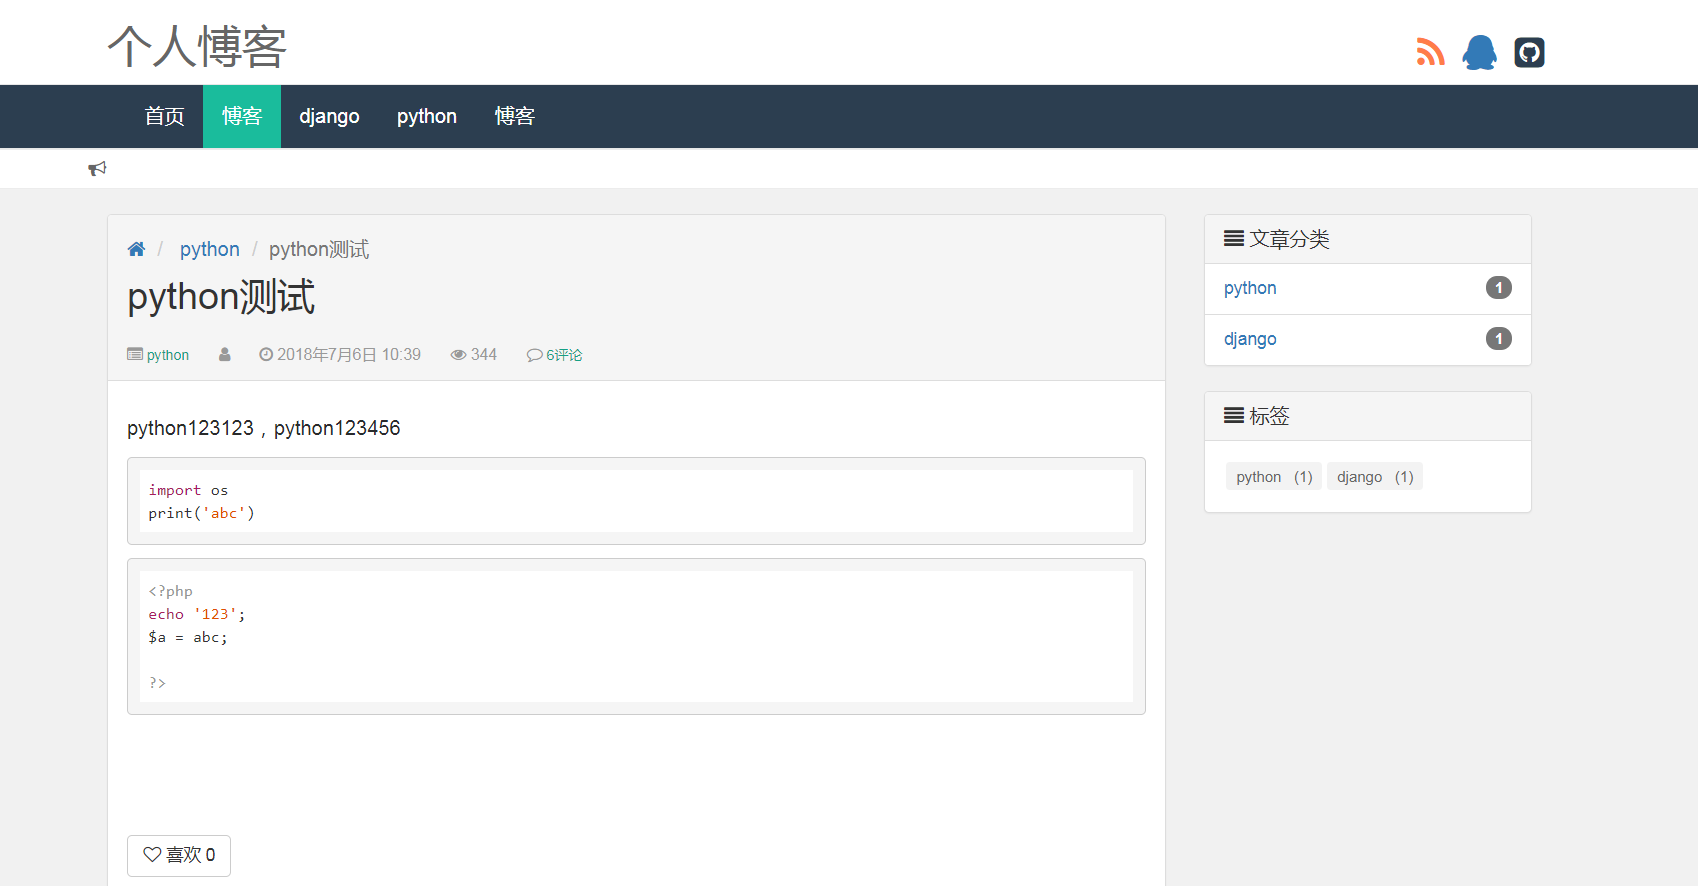 个人博客
首页 博客 django python 博客
/ python / python测试
python测试
python 2018年7月6日 10:39 344 6评论
python123123，python123456
import os
print('abc')
<?php
echo '123';
$a = abc;
?>
喜欢 0
文章分类
python 1
django 1
标签
python (1) django (1)